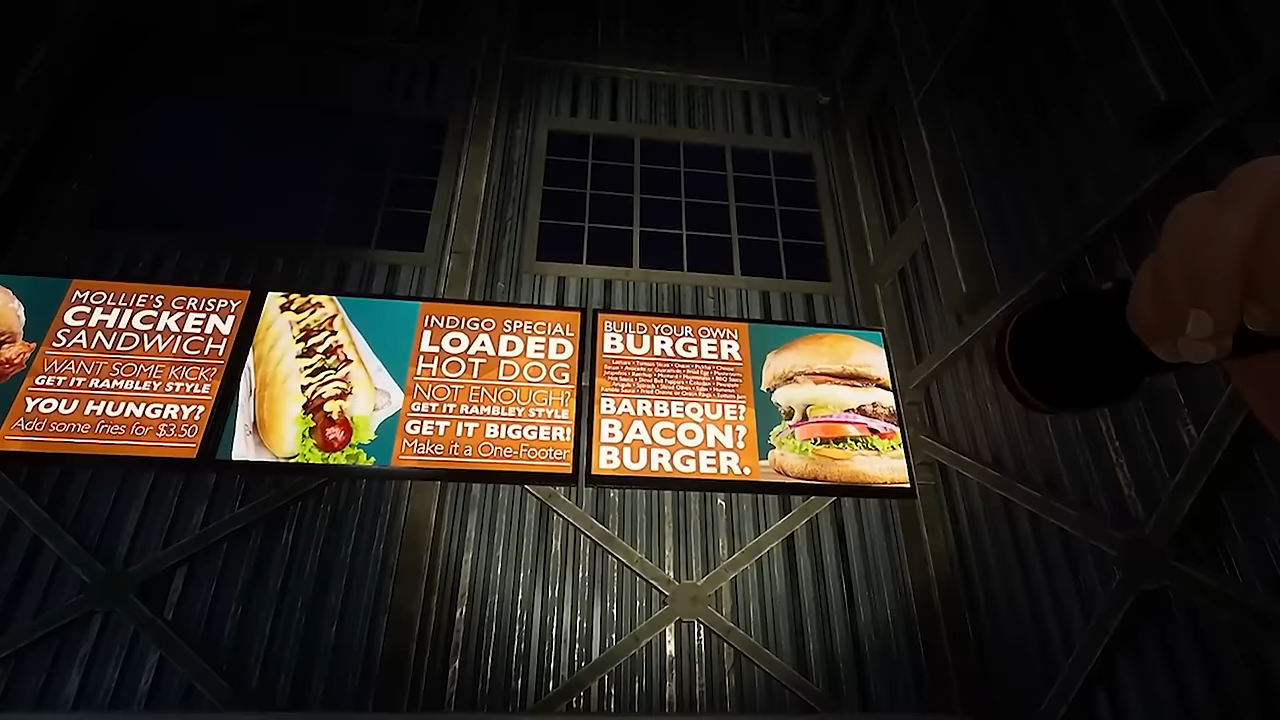 MOLLIE'S CRISPY
CHICKEN
SANDWICH
WANT SOME KICK?
GET IT RAMBLEY STYLE
YOU HUNGRY?
Add some fries for $3.50
INDIGO SPECIAL
LOADED
HOT DOG
NOT ENOUGH?
GET IT RAMBLEY STYLE
GET IT BIGGER!
Make it a One-Footer
BUILD YOUR OWN
BURGER
BARBEQUE?
BACON?
BURGER.